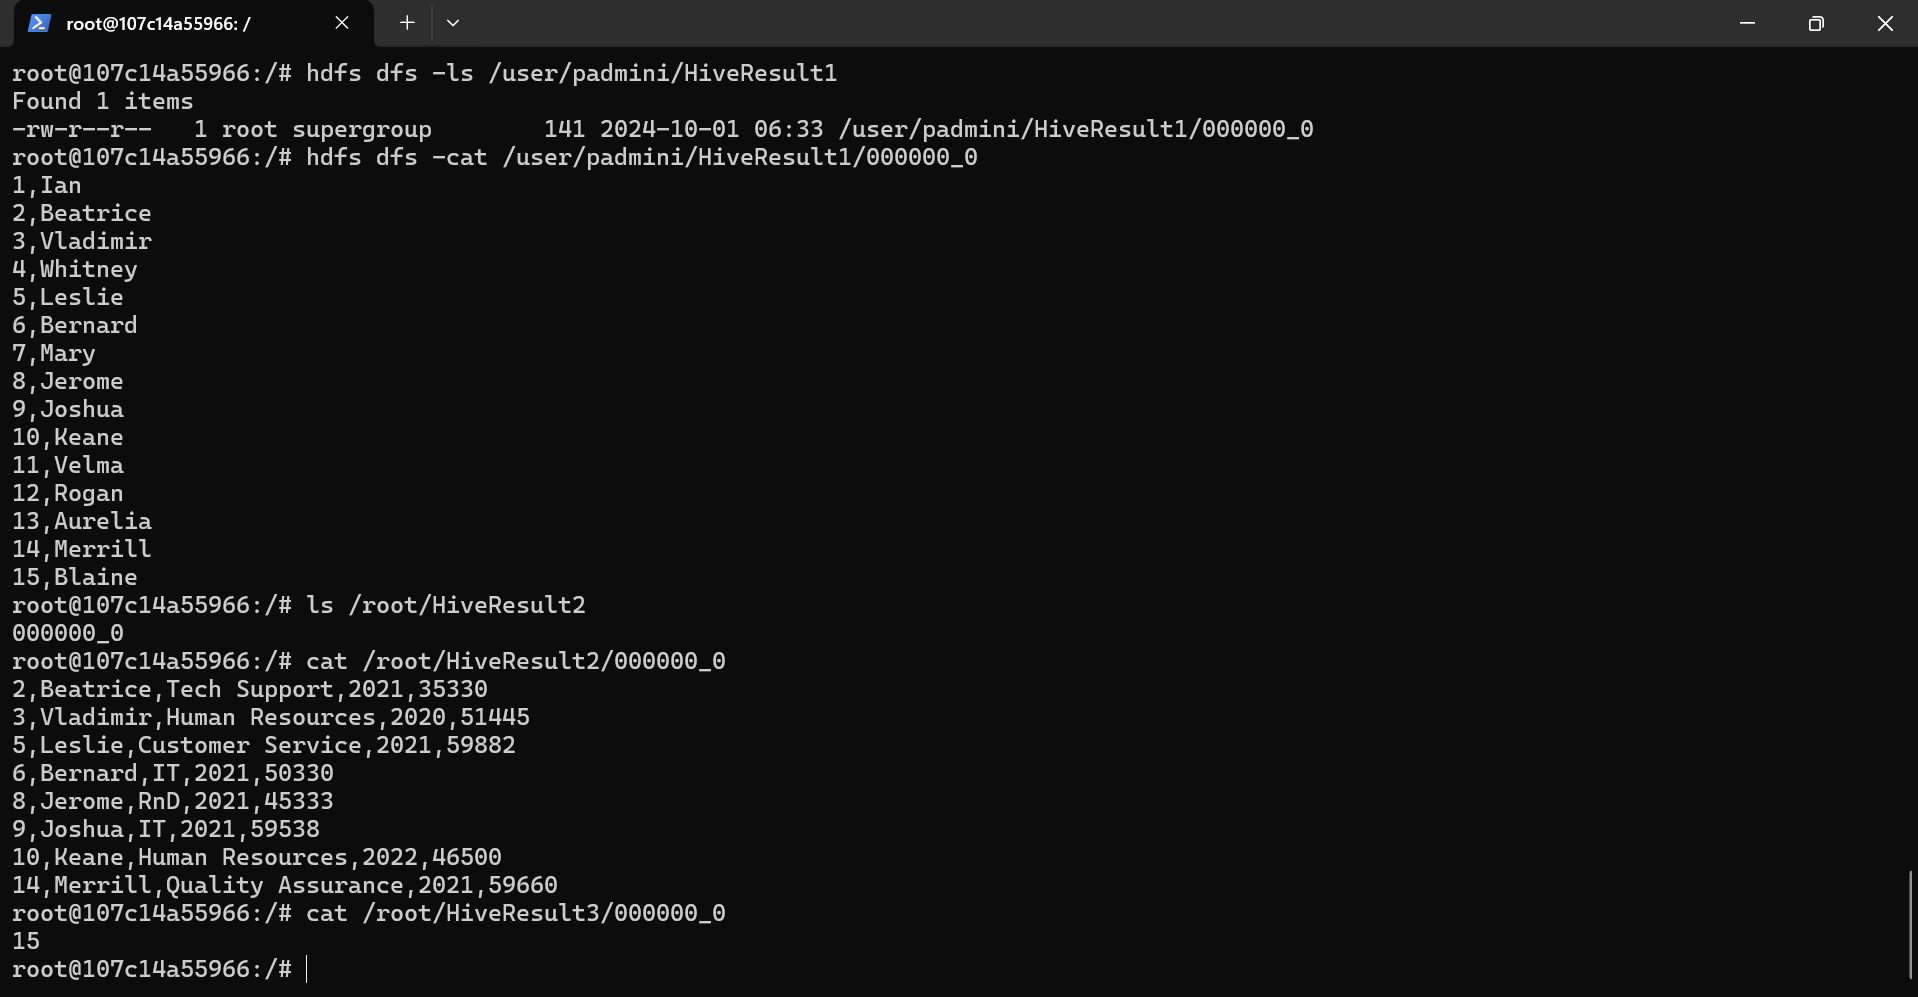 root@107c14a55966: /
root@107c14a55966:/# hdfs dfs -ls /user/padmini/HiveResult1
Found 1 items
-rw-r--r--   1 root supergroup        141 2024-10-01 06:33 /user/padmini/HiveResult1/000000_0
root@107c14a55966:/# hdfs dfs -cat /user/padmini/HiveResult1/000000_0
1,Ian
2,Beatrice
3,Vladimir
4,Whitney
5,Leslie
6,Bernard
7,Mary
8,Jerome
9,Joshua
10,Keane
11,Velma
12,Rogan
13,Aurelia
14,Merrill
15,Blaine
root@107c14a55966:/# ls /root/HiveResult2
000000_0
root@107c14a55966:/# cat /root/HiveResult2/000000_0
2,Beatrice,Tech Support,2021,35330
3,Vladimir,Human Resources,2020,51445
5,Leslie,Customer Service,2021,59882
6,Bernard,IT,2021,50330
8,Jerome,RnD,2021,45333
9,Joshua,IT,2021,59538
10,Keane,Human Resources,2022,46500
14,Merrill,Quality Assurance,2021,59660
root@107c14a55966:/# cat /root/HiveResult3/000000_0
15
root@107c14a55966:/#